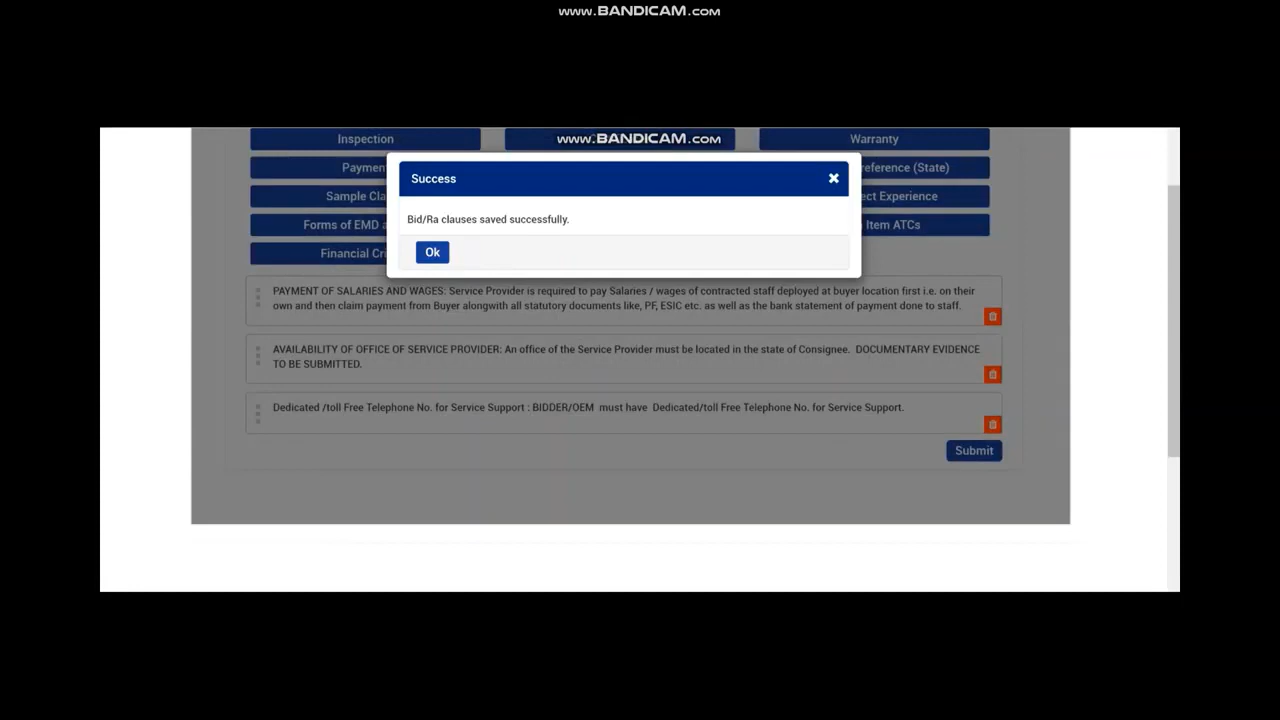 www.BANDICAM.com
Inspection
www.BANDICAM.com
Warranty
Paymen
reference (State)
Sample Cla
ect Experience
Forms of EMD a
Item ATCs
Financial Cri
Success
Bid/Ra clauses saved successfully.
Ok
PAYMENT OF SALARIES AND WAGES: Service Provider is required to pay Salaries / wages of contracted staff deployed at buyer location first i.e. on their
own and then claim payment from Buyer alongwith all statutory documents like, PF, ESIC etc. as well as the bank statement of payment done to staff.
AVAILABILITY OF OFFICE OF SERVICE PROVIDER: An office of the Service Provider must be located in the state of Consignee. DOCUMENTARY EVIDENCE
TO BE SUBMITTED.
Dedicated /toll Free Telephone No. for Service Support : BIDDER/OEM must have Dedicated/toll Free Telephone No. for Service Support.
Submit